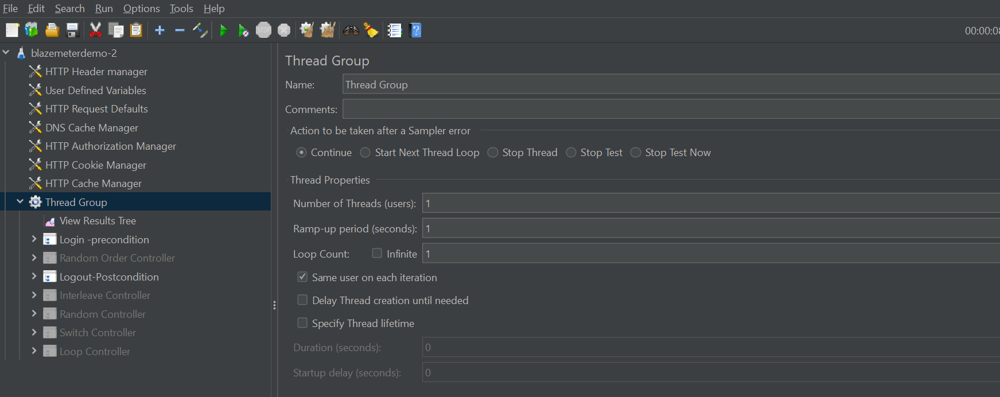 File Edit Search Run Options Tools Help
STOP
00:00:0
blazemeterdemo-2
HTTP Header manager
User Defined Variables
HTTP Request Defaults
DNS Cache Manager
HTTP Authorization Manager
HTTP Cookie Manager
HTTP Cache Manager
Thread Group
View Results Tree
Login -precondition
Random Order Controller
Logout-Postcondition
Interleave Controller
Random Controller
Switch Controller
Loop Controller
Thread Group
Name: Thread Group
Comments:
Action to be taken after a Sampler error
Continue Start Next Thread Loop Stop Thread Stop Test Stop Test Now
Thread Properties
Number of Threads (users): 1
Ramp-up period (seconds): 1
Loop Count: Infinite 1
Same user on each iteration
Delay Thread creation until needed
Specify Thread lifetime
Duration (seconds): 0
Startup delay (seconds): 0